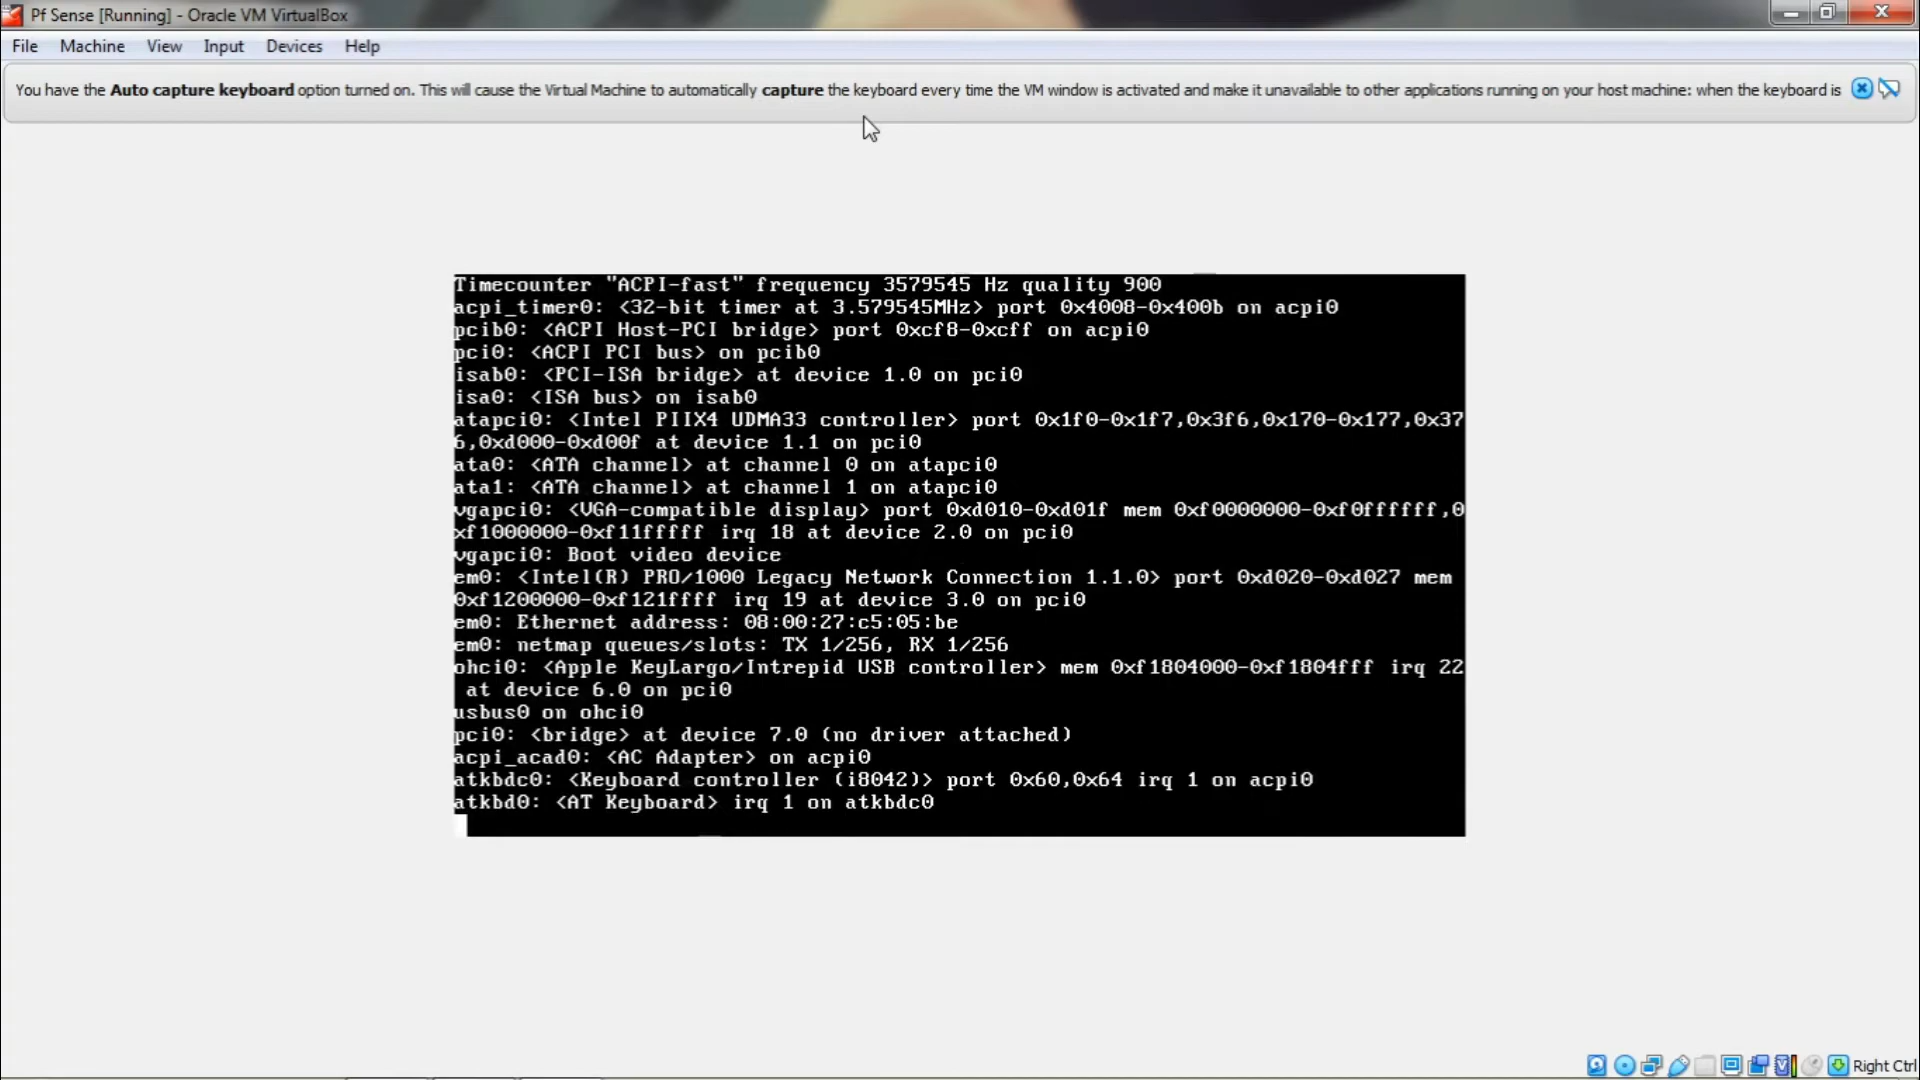 Pf Sense [Running] - Oracle VM VirtualBox
File Machine View Input Devices Help
You have the Auto capture keyboard option turned on. This will cause the Virtual Machine to automatically capture the keyboard every time the VM window is activated and make it unavailable to other applications running on your host machine: when the keyboard is
Timecounter "ACPI-fast" frequency 3579545 Hz quality 900
acpi_timer0: <32-bit timer at 3.579545MHz> port 0x4008-0x400b on acpi0
pcib0: <ACPI Host-PCI bridge> port 0xcf8-0xcff on acpi0
pci0: <ACPI PCI bus> on pcib0
isab0: <PCI-ISA bridge> at device 1.0 on pci0
isa0: <ISA bus> on isab0
atapci0: <Intel PIIX4 UDMA33 controller> port 0x1f0-0x1f7,0x3f6,0x170-0x177,0x37
6,0xd000-0xd00f at device 1.1 on pci0
ata0: <ATA channel> at channel 0 on atapci0
ata1: <ATA channel> at channel 1 on atapci0
vgapci0: <VGA-compatible display> port 0xd010-0xd01f mem 0xf0000000-0xf0ffffff,0
xf1000000-0xf11fffff irq 18 at device 2.0 on pci0
vgapci0: Boot video device
em0: <Intel(R) PRO/1000 Legacy Network Connection 1.1.0> port 0xd020-0xd027 mem
0xf1200000-0xf121ffff irq 19 at device 3.0 on pci0
em0: Ethernet address: 08:00:27:c5:05:be
em0: netmap queues/slots: TX 1/256, RX 1/256
ohci0: <Apple KeyLargo/Intrepid USB controller> mem 0xf1804000-0xf1804fff irq 22
at device 6.0 on pci0
usbus0 on ohci0
pci0: <bridge> at device 7.0 (no driver attached)
acpi_acad0: <AC Adapter> on acpi0
atkbdc0: <Keyboard controller (i8042)> port 0x60,0x64 irq 1 on acpi0
atkbd0: <AT Keyboard> irq 1 on atkbdc0
Right Ctrl